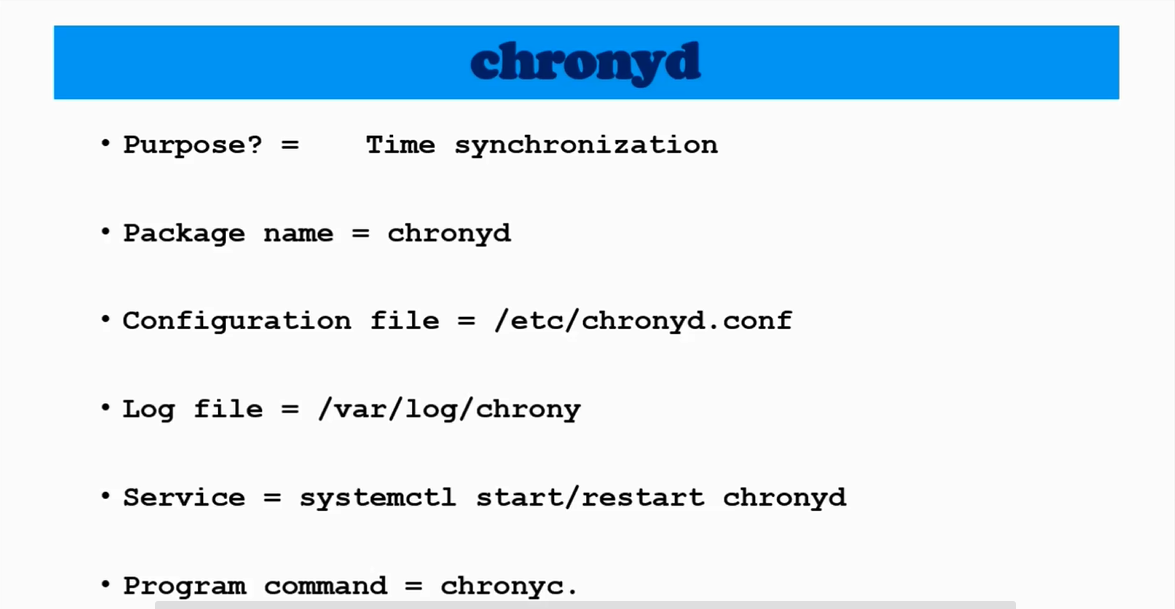 chronyd
• Purpose? = Time synchronization
• Package name = chronyd
• Configuration file = /etc/chronyd.conf
• Log file = /var/log/chrony
• Service = systemctl start/restart chronyd
• Program command = chronyc.